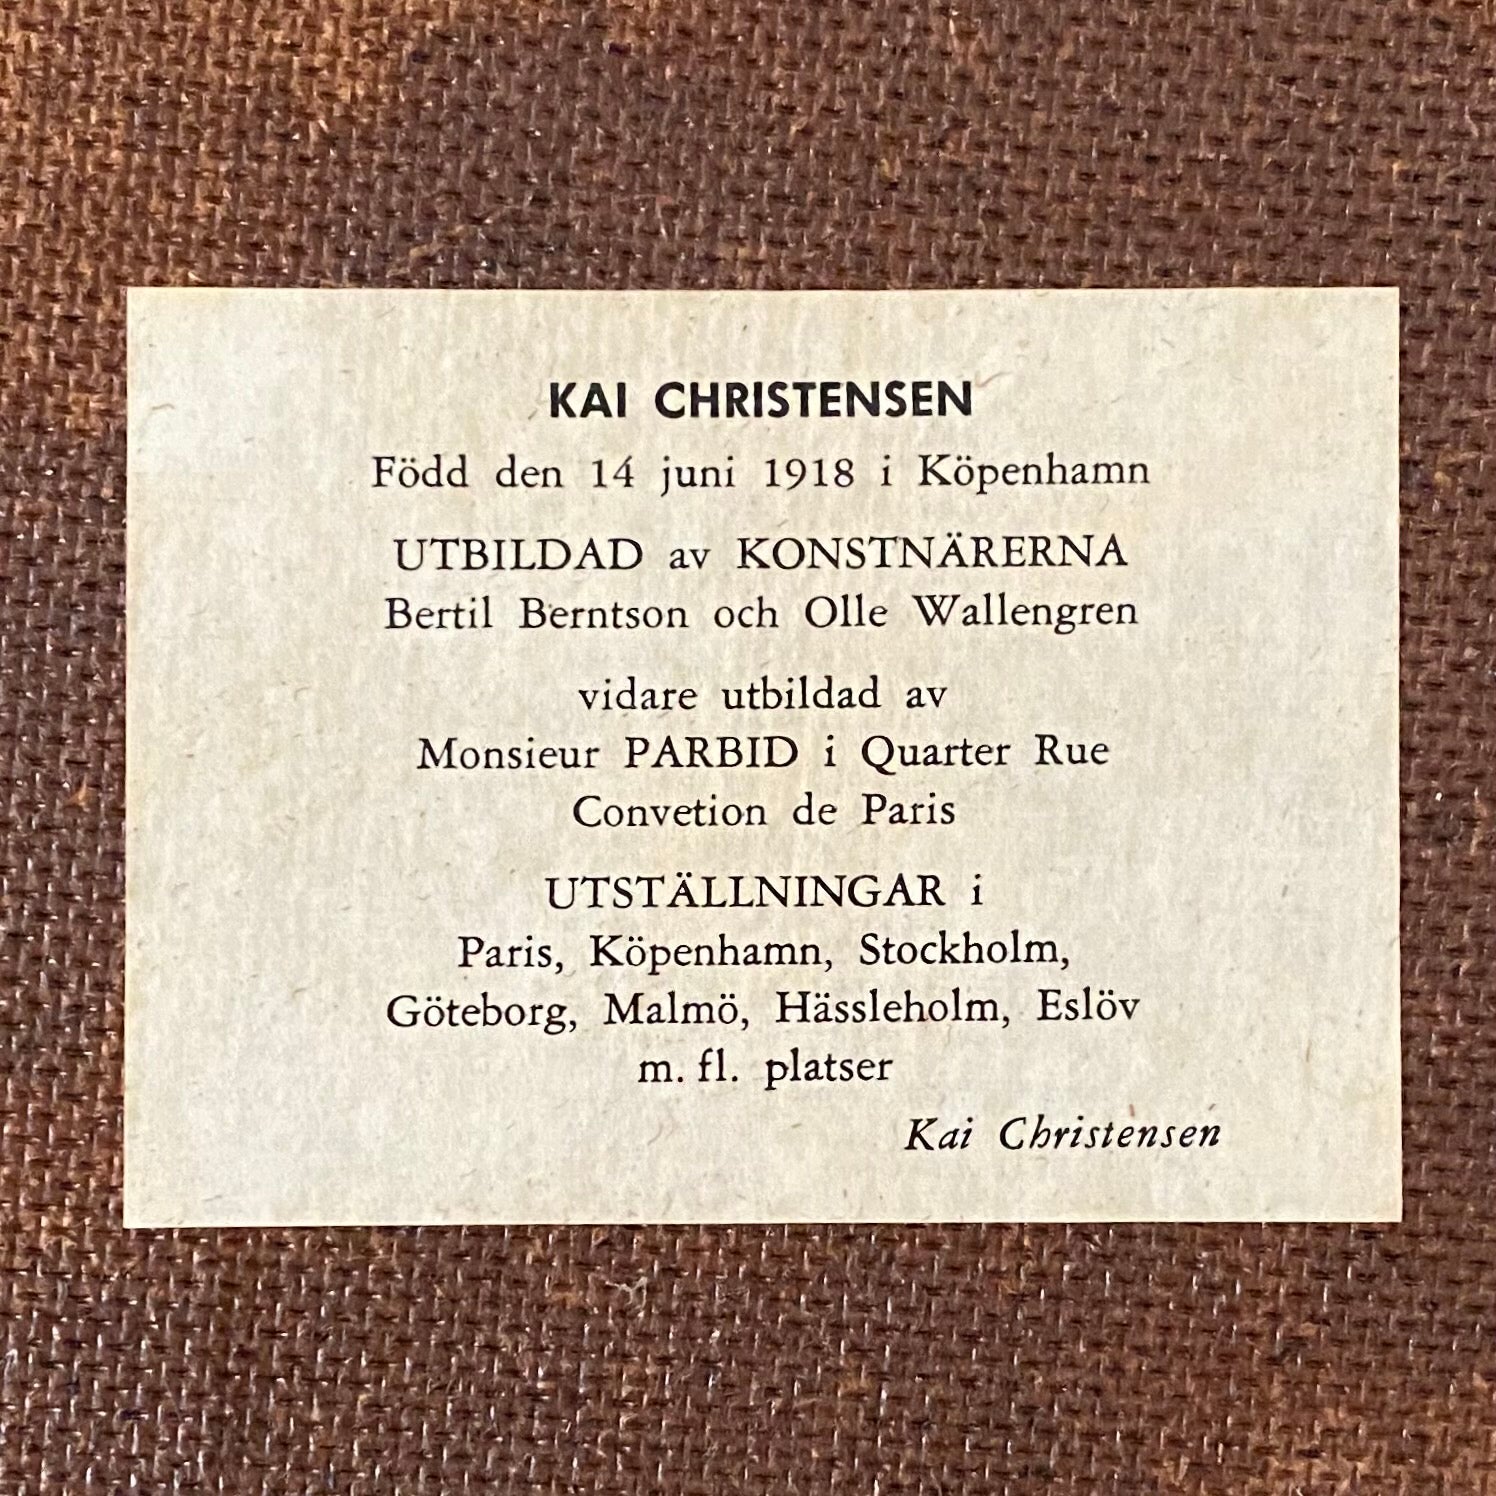 KAI CHRISTENSEN
Född den 14 juni 1918 i Köpenhamn
UTBILDAD av KONSTNÄRERNA
Bertil Berntson och Olle Wallengren
vidare utbildad av
Monsieur PARBID i Quarter Rue
Convetion de Paris
UTSTÄLLNINGAR i
Paris, Köpenhamn, Stockholm,
Göteborg, Malmö, Hässleholm, Eslöv
m. fl. platser
Kai Christensen